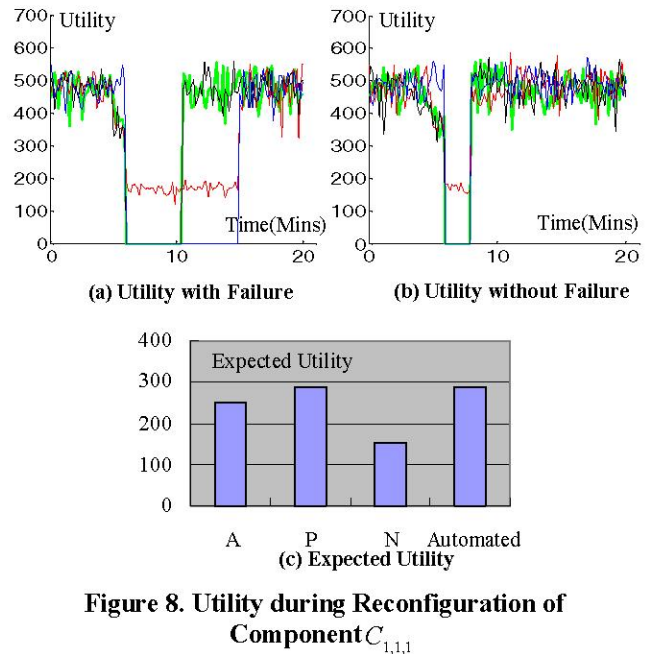 Utility
700
600
500
400
300
200
100
0
Time(Mins)
0
10
20
(a) Utility with Failure
Utility
700
600
500
400
300
200
100
0
Time(Mins)
0
10
20
(b) Utility without Failure
400
300
200
100
0
Expected Utility
A P N Automated
(c) Expected Utility
Figure 8. Utility during Reconfiguration of
Component C1,1,1